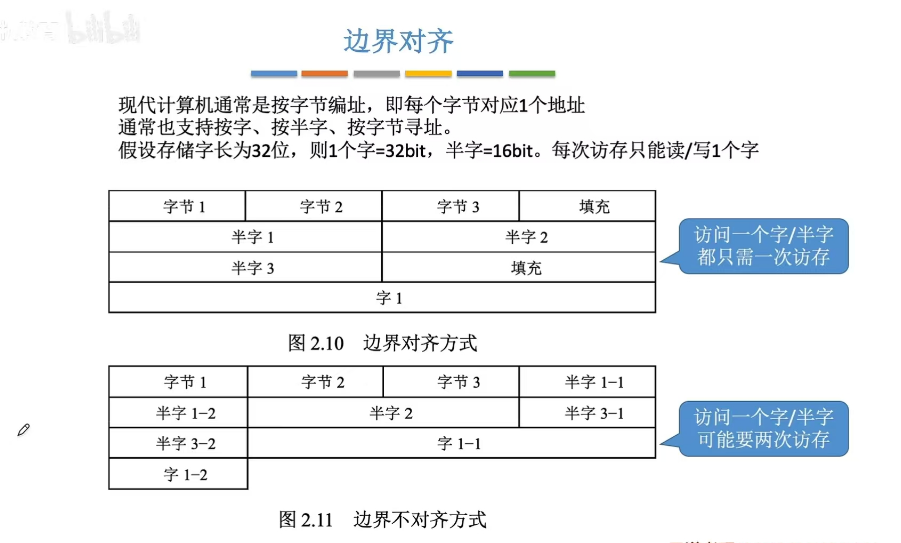 bilibili
边界对齐
现代计算机通常是按字节编址，即每个字节对应1个地址
通常也支持按字、按半字、按字节寻址。
假设存储字长为32位，则1个字=32bit，半字=16bit。每次访存只能读/写1个字
字节 1 字节 2 字节 3 填充
半字 1 半字 2
半字 3 填充
字 1
访问一个字/半字
都只需一次访存
图 2.10 边界对齐方式
字节 1 字节 2 字节 3 半字 1-1
半字 1-2 半字 2 半字 3-1
半字 3-2 字 1-1
字 1-2
访问一个字/半字
可能要两次访存
图 2.11 边界不对齐方式